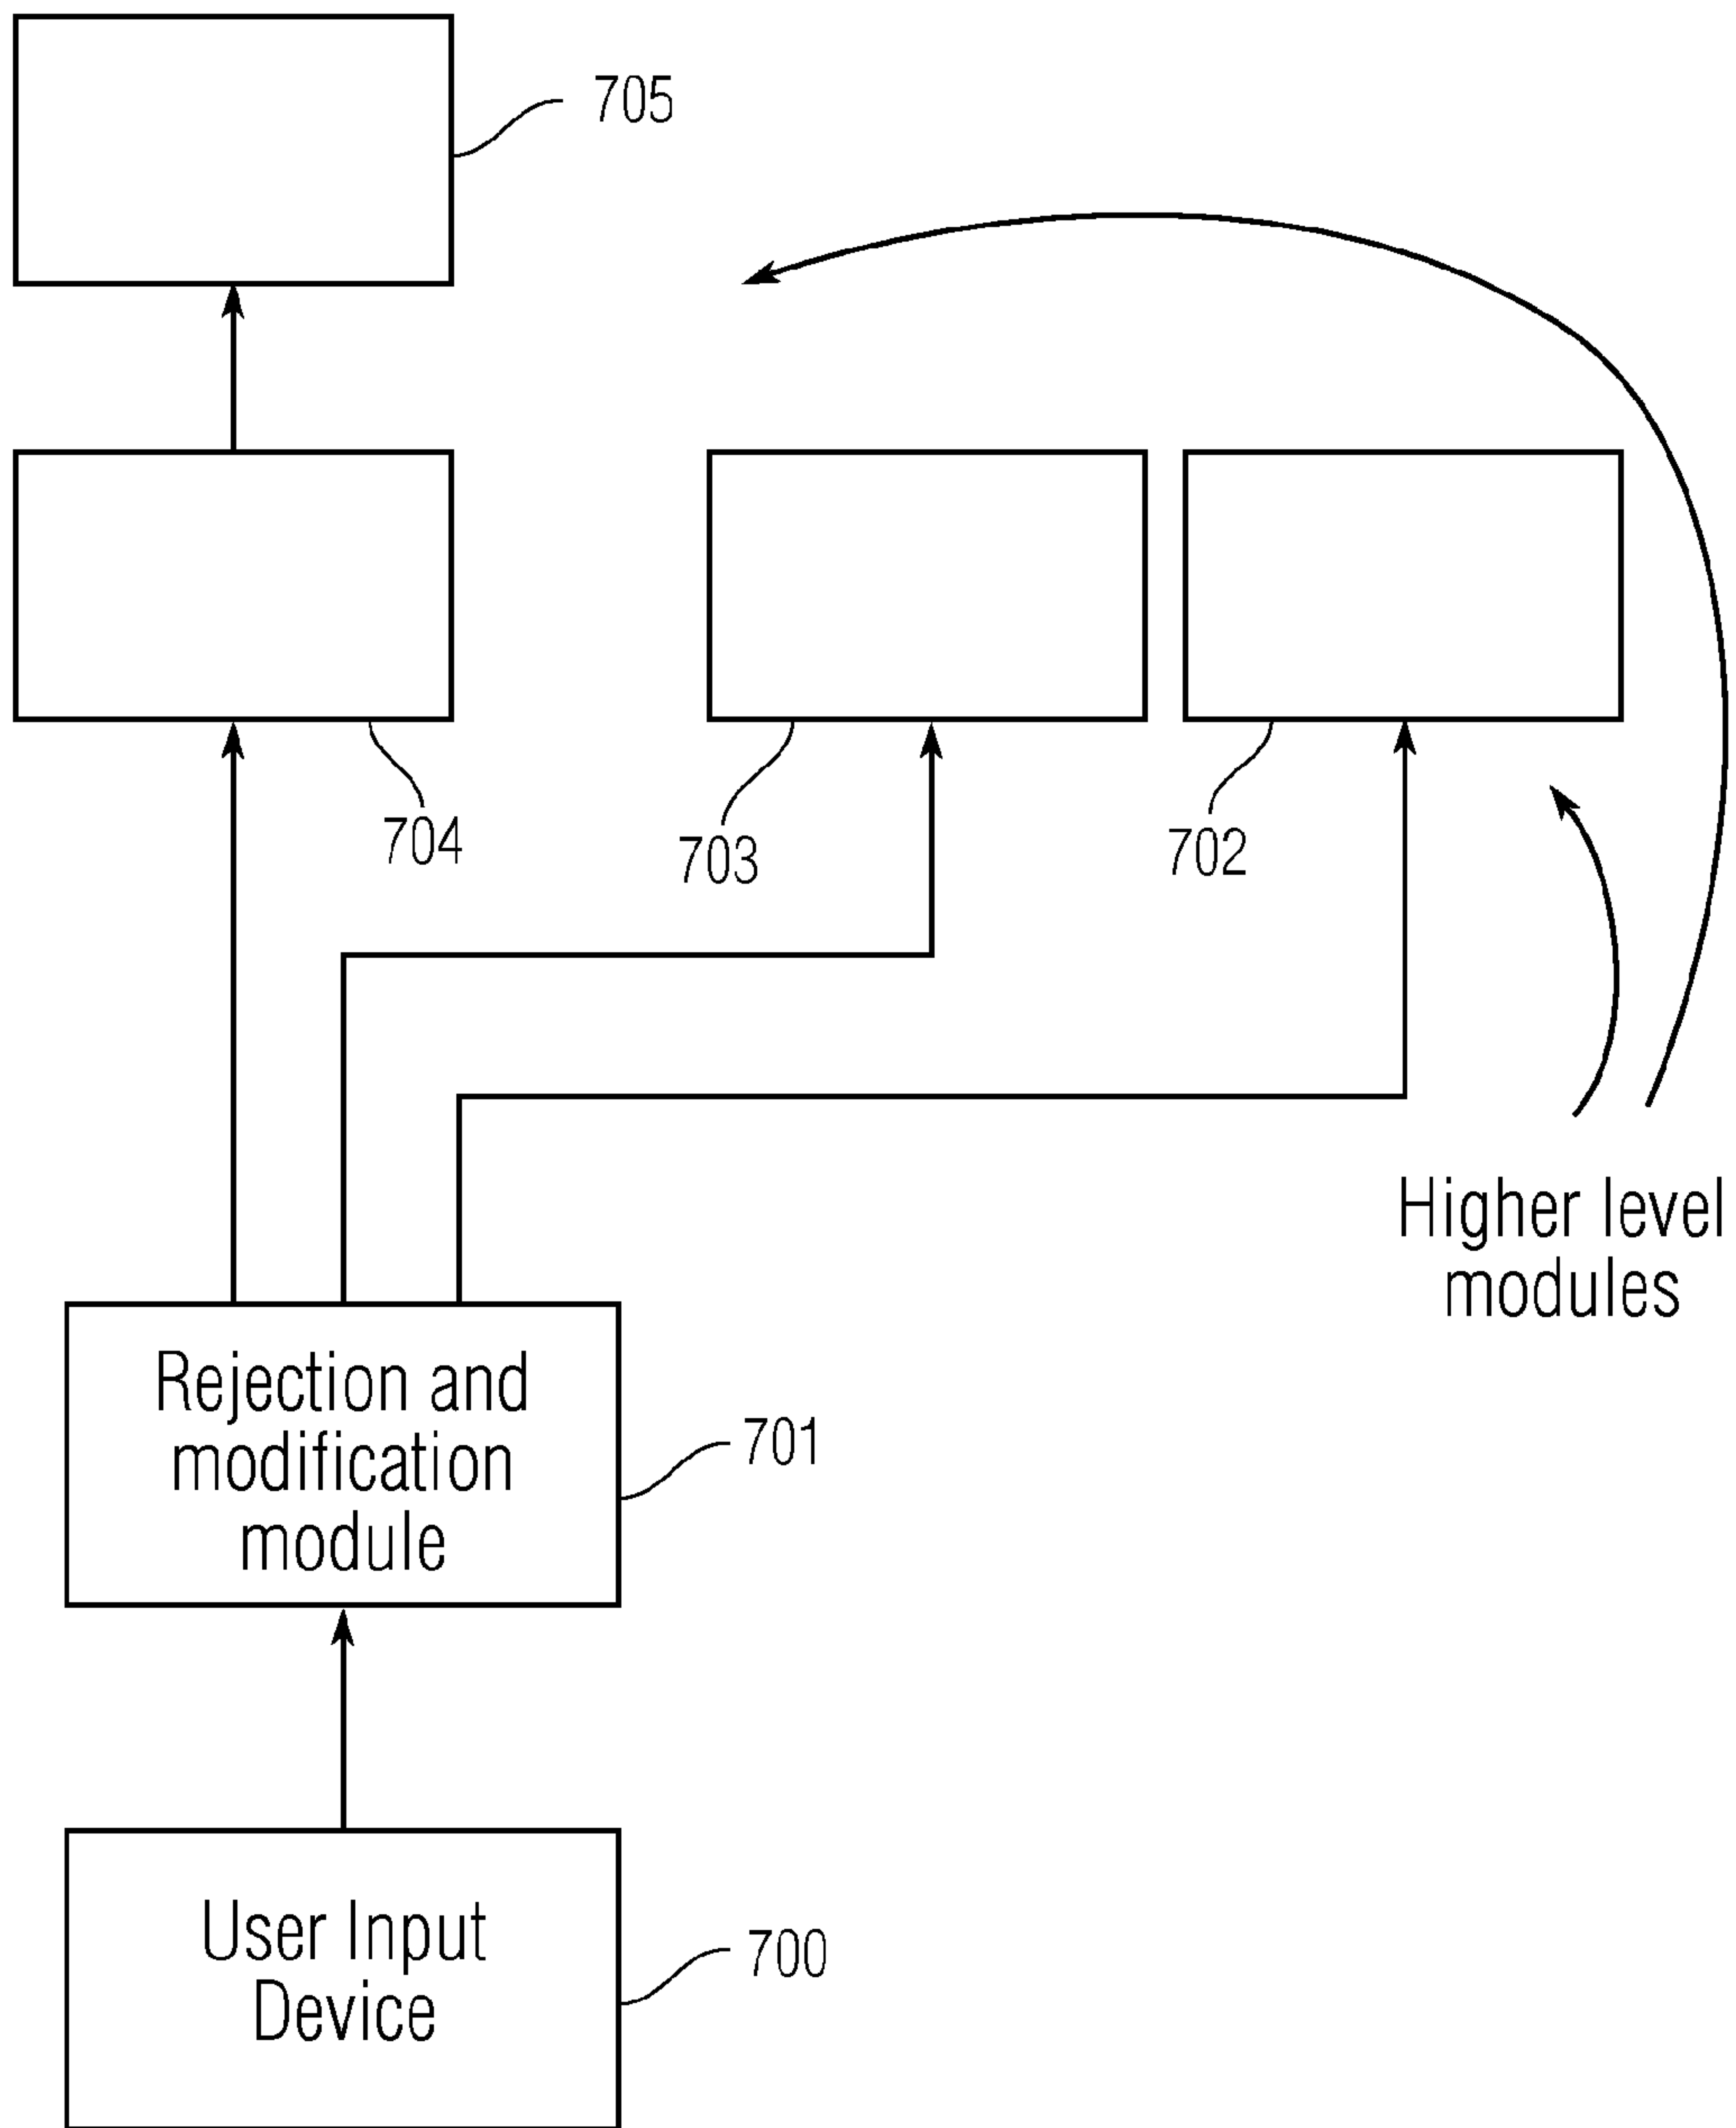 705
704
703
702
Higher level
modules
Rejection and
modification
module
701
User Input
Device
700